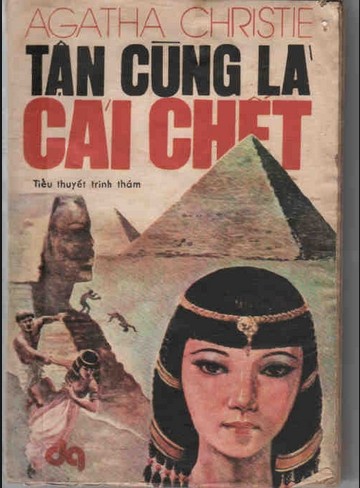 AGATHA CHRISTIE
TẬN CÙNG LÀ
CÁI CHẾT
Tiểu thuyết trinh thám